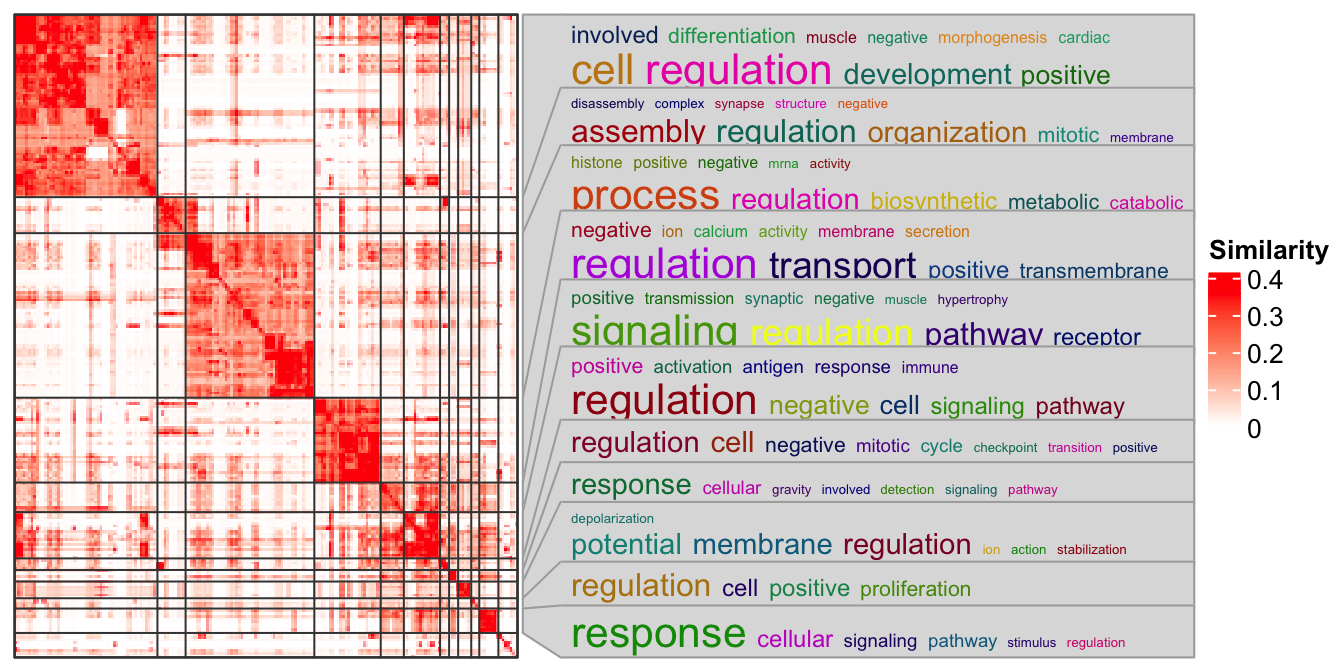 involved differentiation muscle negative morphogenesis cardiac
cell regulation development positive
disassembly complex synapse structure negative
assembly regulation organization mitotic membrane
histone positive negative mrna activity
process regulation biosynthetic metabolic catabolic
negative ion calcium activity membrane secretion
regulation transport positive transmembrane
positive transmission synaptic negative muscle hypertrophy
signaling regulation pathway receptor
positive activation antigen response immune
regulation negative cell signaling pathway
regulation cell negative mitotic cycle checkpoint transition positive
response cellular gravity involved detection signaling pathway
depolarization
potential membrane regulation ion action stabilization
regulation cell positive proliferation
response cellular signaling pathway stimulus regulation
Similarity
0.4
0.3
0.2
0.1
0